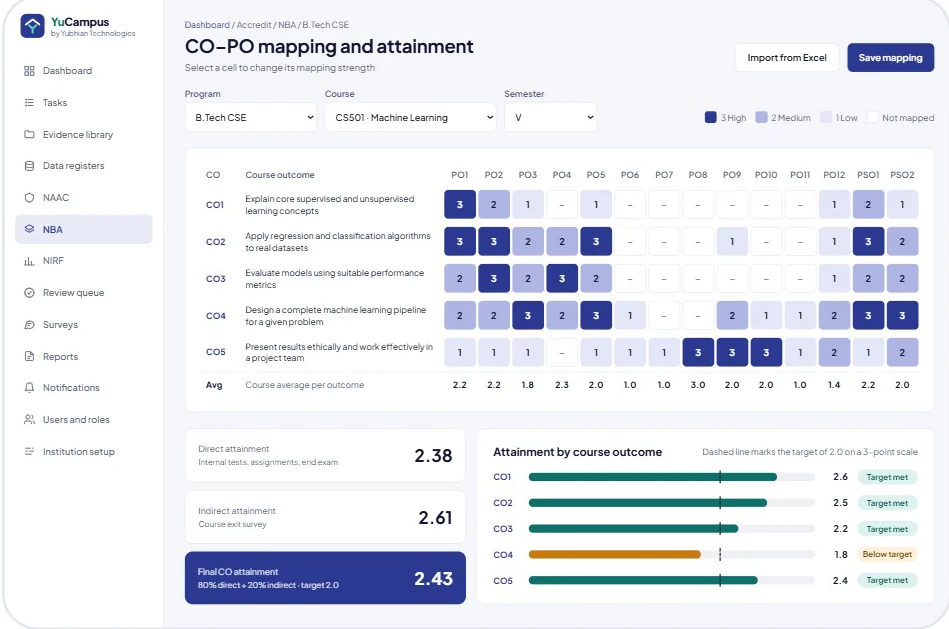 YuCampus
by Yubhian Technologies
Dashboard
Tasks
Evidence library
Data registers
NAAC
NBA
NIRF
Review queue
Surveys
Reports
Notifications
Users and roles
Institution setup
Dashboard / Accredit / NBA / B.Tech CSE
CO–PO mapping and attainment
Select a cell to change its mapping strength
Import from Excel
Save mapping
Program
Course
Semester
B.Tech CSE
CS501 · Machine Learning
V
3 High
2 Medium
1 Low
Not mapped
CO Course outcome PO1 PO2 PO3 PO4 PO5 PO6 PO7 PO8 PO9 PO10 PO11 PO12 PSO1 PSO2
CO1 Explain core supervised and unsupervised
learning concepts
3 2 1 – 1 – – – – – – 1 2 1
CO2 Apply regression and classification algorithms
to real datasets
3 3 2 2 3 – – – 1 – – 1 3 2
CO3 Evaluate models using suitable performance
metrics
2 3 2 3 2 – – – – – – 1 2 2
CO4 Design a complete machine learning pipeline
for a given problem
2 2 3 2 3 1 – – 2 1 1 2 3 3
CO5 Present results ethically and work effectively in
a project team
1 1 1 – 1 1 1 3 3 3 1 2 1 2
Avg Course average per outcome 2.2 2.2 1.8 2.3 2.0 1.0 1.0 3.0 2.0 2.0 1.0 1.4 2.2 2.0
Direct attainment
Internal tests, assignments, end exam
2.38
Indirect attainment
Course exit survey
2.61
Final CO attainment
80% direct + 20% indirect · target 2.0
2.43
Attainment by course outcome
Dashed line marks the target of 2.0 on a 3-point scale
CO1 2.6 Target met
CO2 2.5 Target met
CO3 2.2 Target met
CO4 1.8 Below target
CO5 2.4 Target met